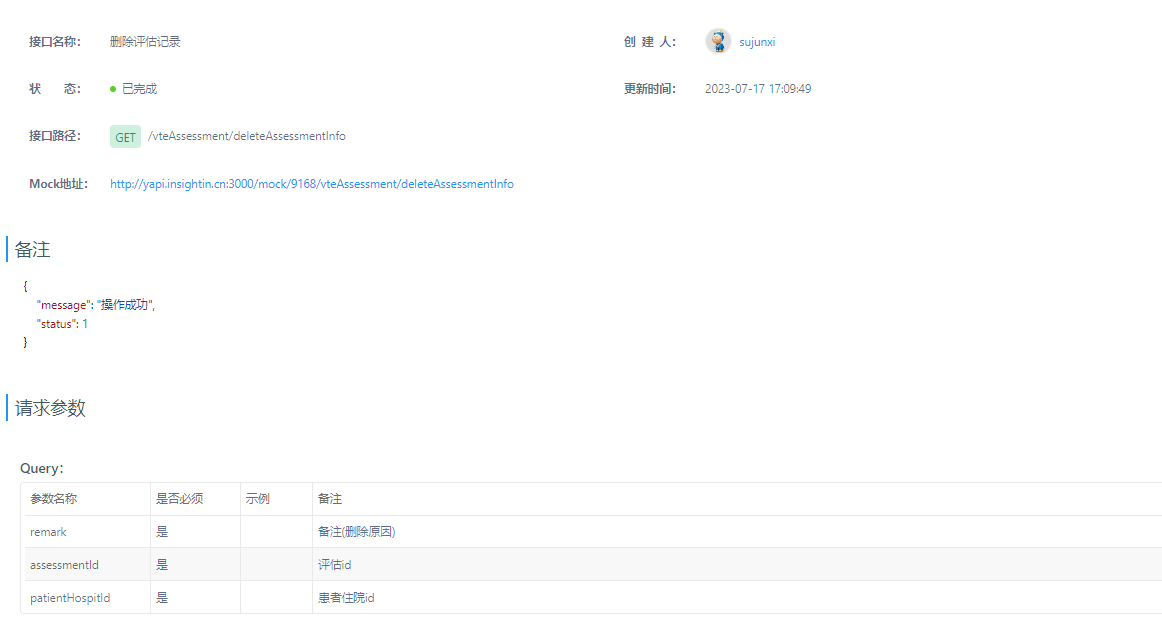 接口名称： 删除评估记录 创 建 人： sujunxi
状 态： 已完成 更新时间： 2023-07-17 17:09:49
接口路径： GET /vteAssessment/deleteAssessmentInfo
Mock地址： http://yapi.insightin.cn:3000/mock/9168/vteAssessment/deleteAssessmentInfo
备注
{
"message": "操作成功",
"status": 1
}
请求参数
Query：
参数名称 是否必须 示例 备注
remark 是 备注(删除原因)
assessmentId 是 评估id
patientHospitId 是 患者住院id